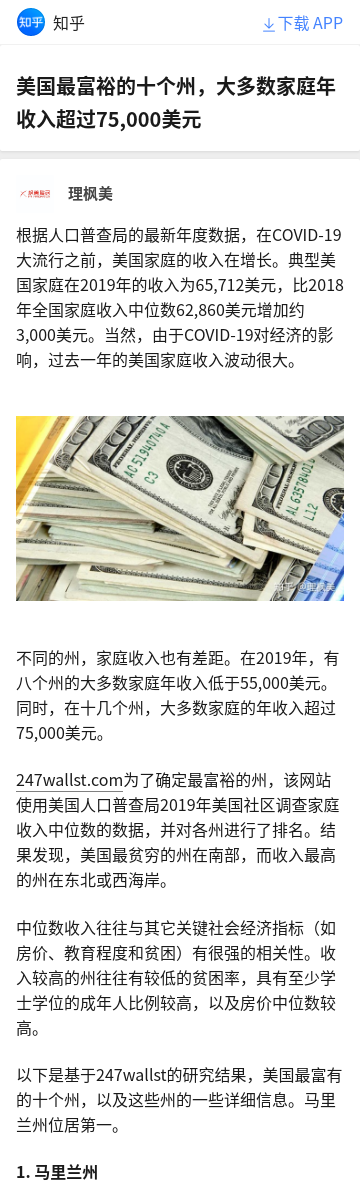 知乎 知乎 下载 APP
美国最富裕的十个州，大多数家庭年
收入超过75,000美元
理枫美
根据人口普查局的最新年度数据，在COVID-19
大流行之前，美国家庭的收入在增长。典型美
国家庭在2019年的收入为65,712美元，比2018
年全国家庭收入中位数62,860美元增加约
3,000美元。当然，由于COVID-19对经济的影
响，过去一年的美国家庭收入波动很大。
AC 51940740A
C3
L12
不同的州，家庭收入也有差距。在2019年，有
八个州的大多数家庭年收入低于55,000美元。
同时，在十几个州，大多数家庭的年收入超过
75,000美元。
247wallst.com为了确定最富裕的州，该网站
使用美国人口普查局2019年美国社区调查家庭
收入中位数的数据，并对各州进行了排名。结
果发现，美国最贫穷的州在南部，而收入最高
的州在东北或西海岸。
中位数收入往往与其它关键社会经济指标（如
房价、教育程度和贫困）有很强的相关性。收
入较高的州往往有较低的贫困率，具有至少学
士学位的成年人比例较高，以及房价中位数较
高。
以下是基于247wallst的研究结果，美国最富有
的十个州，以及这些州的一些详细信息。马里
兰州位居第一。
1. 马里兰州